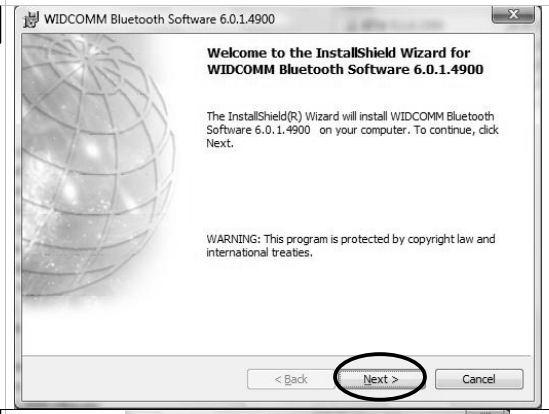 WIDCOMM Bluetooth Software 6.0.1.4900
Welcome to the InstallShield Wizard for
WIDCOMM Bluetooth Software 6.0.1.4900
The InstallShield(R) Wizard will install WIDCOMM Bluetooth
Software 6.0.1.4900 on your computer. To continue, click
Next.
WARNING: This program is protected by copyright law and
international treaties.
< Back Next > Cancel